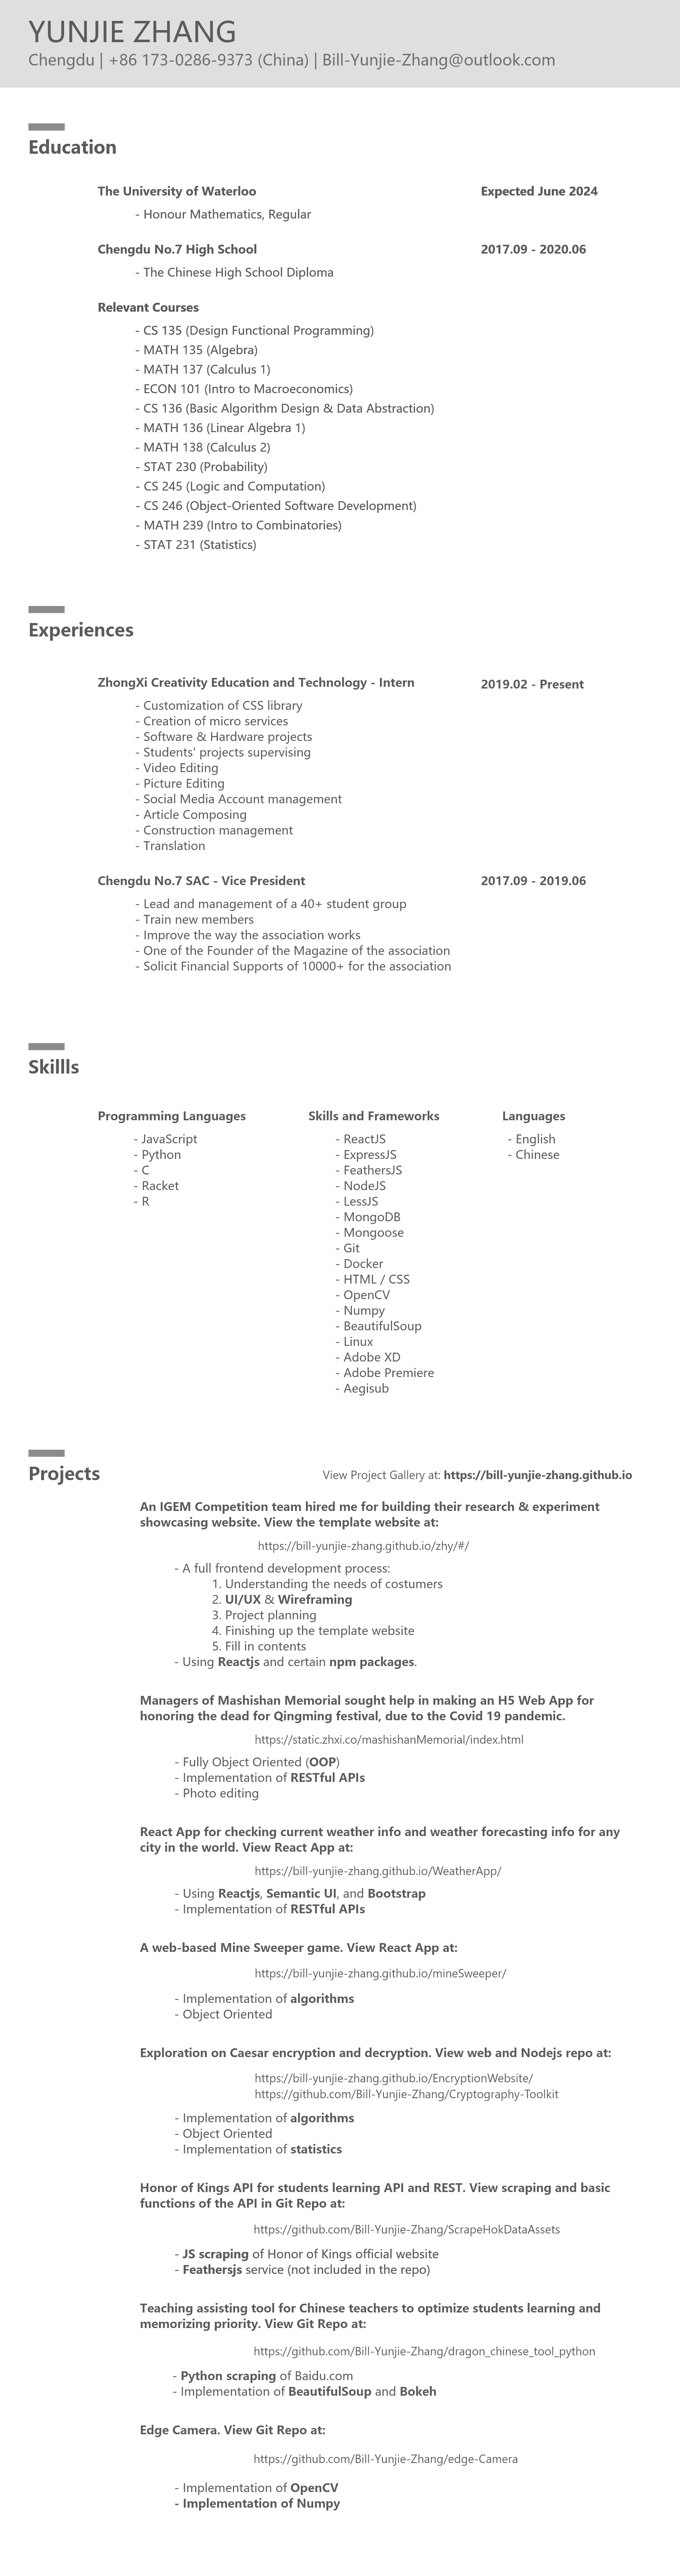 YUNJIE ZHANG
Chengdu | +86 173-0286-9373 (China) | Bill-Yunjie-Zhang@outlook.com
Education
The University of Waterloo Expected June 2024
- Honour Mathematics, Regular
Chengdu No.7 High School 2017.09 - 2020.06
- The Chinese High School Diploma
Relevant Courses
- CS 135 (Design Functional Programming)
- MATH 135 (Algebra)
- MATH 137 (Calculus 1)
- ECON 101 (Intro to Macroeconomics)
- CS 136 (Basic Algorithm Design & Data Abstraction)
- MATH 136 (Linear Algebra 1)
- MATH 138 (Calculus 2)
- STAT 230 (Probability)
- CS 245 (Logic and Computation)
- CS 246 (Object-Oriented Software Development)
- MATH 239 (Intro to Combinatories)
- STAT 231 (Statistics)
Experiences
ZhongXi Creativity Education and Technology - Intern 2019.02 - Present
- Customization of CSS library
- Creation of micro services
- Software & Hardware projects
- Students' projects supervising
- Video Editing
- Picture Editing
- Social Media Account management
- Article Composing
- Construction management
- Translation
Chengdu No.7 SAC - Vice President 2017.09 - 2019.06
- Lead and management of a 40+ student group
- Train new members
- Improve the way the association works
- One of the Founder of the Magazine of the association
- Solicit Financial Supports of 10000+ for the association
Skillls
Programming Languages
- JavaScript
- Python
- C
- Racket
- R
Skills and Frameworks
- ReactJS
- ExpressJS
- FeathersJS
- NodeJS
- LessJS
- MongoDB
- Mongoose
- Git
- Docker
- HTML / CSS
- OpenCV
- Numpy
- BeautifulSoup
- Linux
- Adobe XD
- Adobe Premiere
- Aegisub
Languages
- English
- Chinese
Projects
View Project Gallery at: https://bill-yunjie-zhang.github.io
An IGEM Competition team hired me for building their research & experiment
showcasing website. View the template website at:
https://bill-yunjie-zhang.github.io/zhy/#/
- A full frontend development process:
1. Understanding the needs of costumers
2. UI/UX & Wireframing
3. Project planning
4. Finishing up the template website
5. Fill in contents
- Using Reactjs and certain npm packages.
Managers of Mashishan Memorial sought help in making an H5 Web App for
honoring the dead for Qingming festival, due to the Covid 19 pandemic.
https://static.zhxi.co/mashishanMemorial/index.html
- Fully Object Oriented (OOP)
- Implementation of RESTful APIs
- Photo editing
React App for checking current weather info and weather forecasting info for any
city in the world. View React App at:
https://bill-yunjie-zhang.github.io/WeatherApp/
- Using Reactjs, Semantic UI, and Bootstrap
- Implementation of RESTful APIs
A web-based Mine Sweeper game. View React App at:
https://bill-yunjie-zhang.github.io/mineSweeper/
- Implementation of algorithms
- Object Oriented
Exploration on Caesar encryption and decryption. View web and Nodejs repo at:
https://bill-yunjie-zhang.github.io/EncryptionWebsite/
https://github.com/Bill-Yunjie-Zhang/Cryptography-Toolkit
- Implementation of algorithms
- Object Oriented
- Implementation of statistics
Honor of Kings API for students learning API and REST. View scraping and basic
functions of the API in Git Repo at:
https://github.com/Bill-Yunjie-Zhang/ScrapeHokDataAssets
- JS scraping of Honor of Kings official website
- Feathersjs service (not included in the repo)
Teaching assisting tool for Chinese teachers to optimize students learning and
memorizing priority. View Git Repo at:
https://github.com/Bill-Yunjie-Zhang/dragon_chinese_tool_python
- Python scraping of Baidu.com
- Implementation of BeautifulSoup and Bokeh
Edge Camera. View Git Repo at:
https://github.com/Bill-Yunjie-Zhang/edge-Camera
- Implementation of OpenCV
- Implementation of Numpy